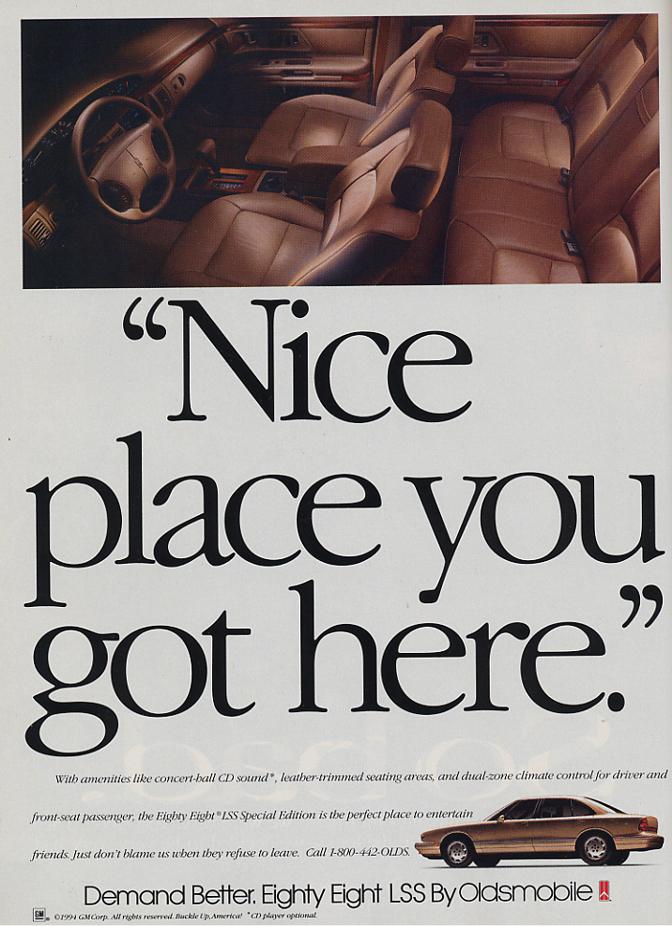 “Nice
place you
got here.”
With amenities like concert-hall CD sound*, leather-trimmed seating areas, and dual-zone climate control for driver and
front-seat passenger, the Eighty Eight® LSS Special Edition is the perfect place to entertain
friends. Just don't blame us when they refuse to leave. Call 1-800-442-OLDS.
Demand Better. Eighty Eight LSS By Oldsmobile
GM ©1994 GM Corp. All rights reserved. Buckle Up, America! *CD player optional.